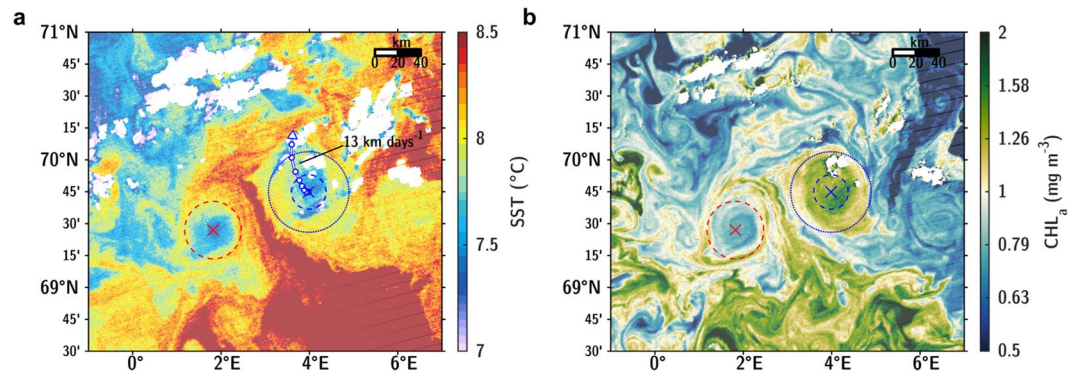 a
71°N
45'
30'
15'
70°N
45'
30'
15'
69°N
45'
30'
0°
2°E
4°E
6°E
km
0 20 40
13 km days⁻¹
8.5
8
7.5
7
SST (°C)
b
71°N
45'
30'
15'
70°N
45'
30'
15'
69°N
45'
30'
0°
2°E
4°E
6°E
km
0 20 40
2
1.58
1.26
1
0.79
0.63
0.5
CHLₐ (mg m⁻³)